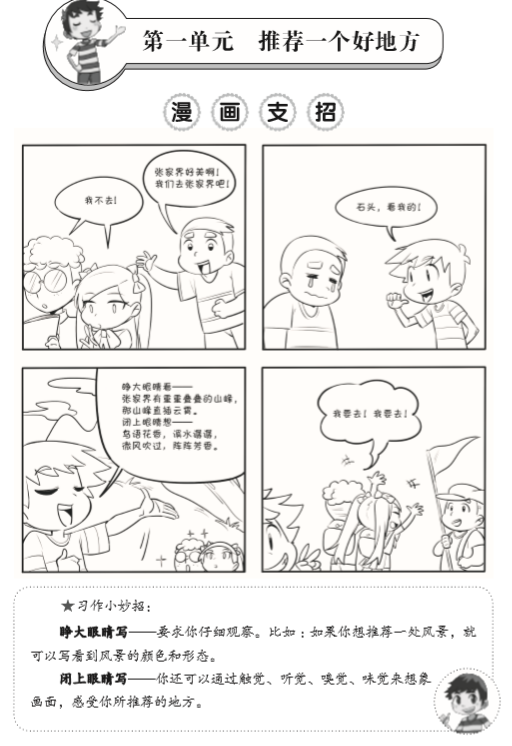 第一单元 推荐一个好地方
漫画支招
张家界好美啊!
我们去张家界吧!
我不去!
石头，看我的!
睁大眼睛看——
张家界有重重叠叠的山峰，
那山峰直插云霄。
闭上眼睛想——
鸟语花香，溪水潺潺，
微风吹过，阵阵芳香。
我要去! 我要去!
★习作小妙招：
睁大眼睛写——要求你仔细观察。比如：如果你想推荐一处风景，就
可以写看到风景的颜色和形态。
闭上眼睛写——你还可以通过触觉、听觉、嗅觉、味觉来想象
画面，感受你所推荐的地方。